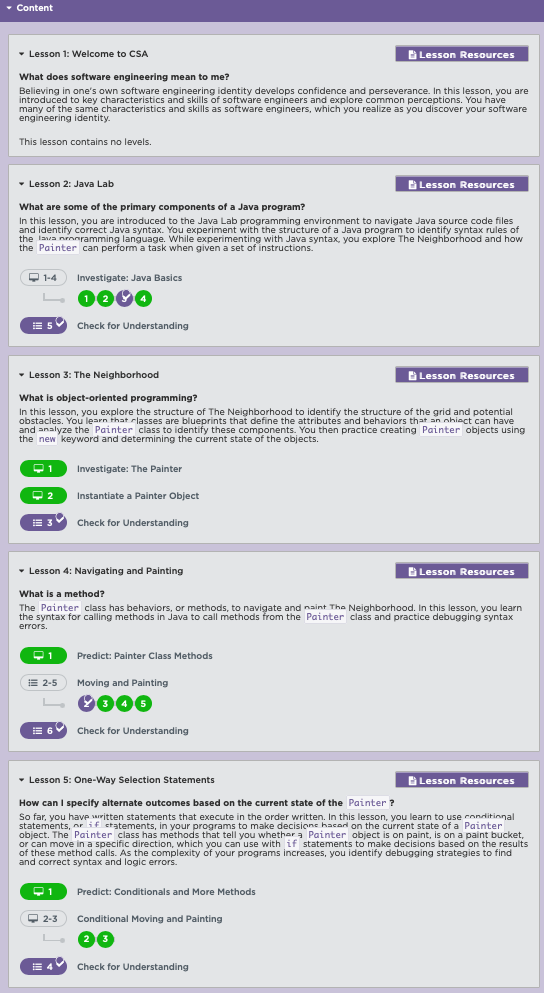 Content
Lesson 1: Welcome to CSA
Lesson Resources
What does software engineering mean to me?
Believing in one's own software engineering identity develops confidence and perseverance. In this lesson, you are
introduced to key characteristics and skills of software engineers and explore common perceptions. You have
many of the same characteristics and skills as software engineers, which you realize as you discover your software
engineering identity.
This lesson contains no levels.
Lesson 2: Java Lab
Lesson Resources
What are some of the primary components of a Java program?
In this lesson, you are introduced to the Java Lab programming environment to navigate Java source code files
and identify correct Java syntax. You experiment with the structure of a Java program to identify syntax rules of
the Java programming language. While experimenting with Java syntax, you explore The Neighborhood and how
the Painter can perform a task when given a set of instructions.
1-4 Investigate: Java Basics
1 2 3 4
5 Check for Understanding
Lesson 3: The Neighborhood
Lesson Resources
What is object-oriented programming?
In this lesson, you explore the structure of The Neighborhood to identify the structure of the grid and potential
obstacles. You learn that classes are blueprints that define the attributes and behaviors that an object can have
and analyze the Painter class to identify these components. You then practice creating Painter objects using
the new keyword and determining the current state of the objects.
1 Investigate: The Painter
2 Instantiate a Painter Object
3 Check for Understanding
Lesson 4: Navigating and Painting
Lesson Resources
What is a method?
The Painter class has behaviors, or methods, to navigate and paint The Neighborhood. In this lesson, you learn
the syntax for calling methods in Java to call methods from the Painter class and practice debugging syntax
errors.
1 Predict: Painter Class Methods
2-5 Moving and Painting
2 3 4 5
6 Check for Understanding
Lesson 5: One-Way Selection Statements
Lesson Resources
How can I specify alternate outcomes based on the current state of the Painter ?
So far, you have written statements that execute in the order written. In this lesson, you learn to use conditional
statements, or if statements, in your programs to make decisions based on the current state of a Painter
object. The Painter class has methods that tell you whether a Painter object is on paint, is on a paint bucket,
or can move in a specific direction, which you can use with if statements to make decisions based on the results
of these method calls. As the complexity of your programs increases, you identify debugging strategies to find
and correct syntax and logic errors.
1 Predict: Conditionals and More Methods
2-3 Conditional Moving and Painting
2 3
4 Check for Understanding